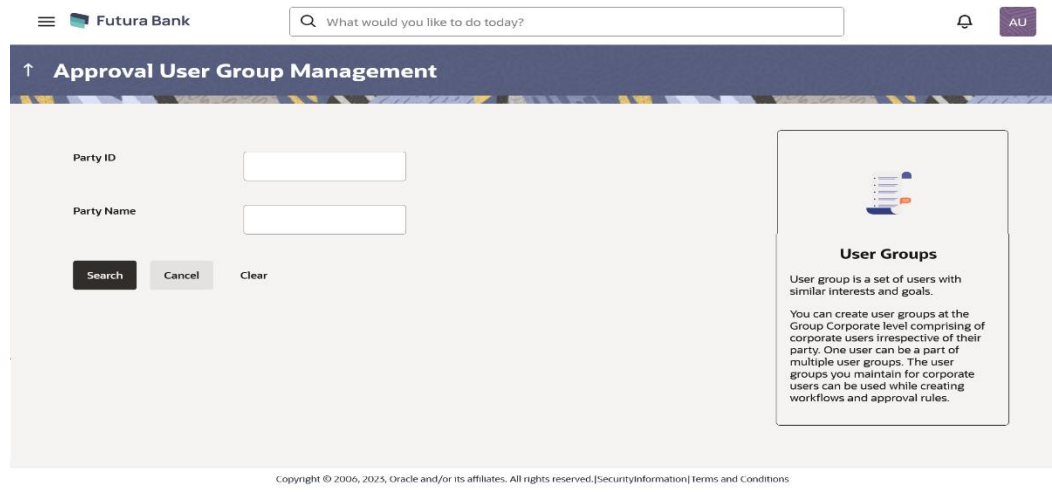 Futura Bank
What would you like to do today?
AU
↑ Approval User Group Management
Party ID
Party Name
Search Cancel Clear
User Groups
User group is a set of users with
similar interests and goals.
You can create user groups at the
Group Corporate level comprising of
corporate users irrespective of their
party. One user can be a part of
multiple user groups. The user
groups you maintain for corporate
users can be used while creating
workflows and approval rules.
Copyright © 2006, 2023, Oracle and/or its affiliates. All rights reserved.|SecurityInformation|Terms and Conditions